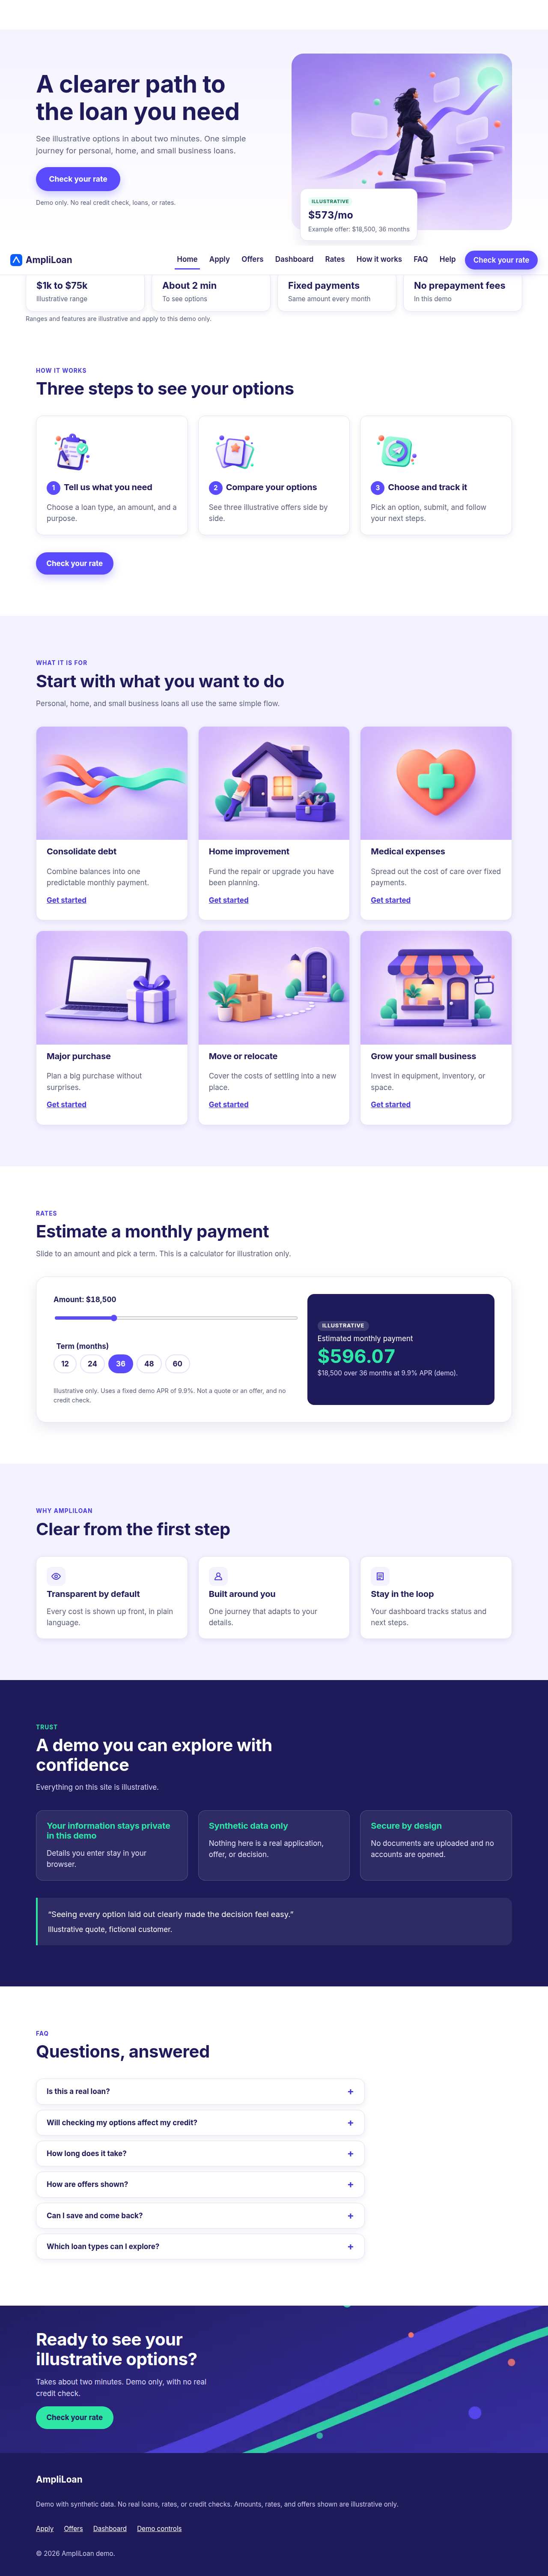 A clearer path to
the loan you need
See illustrative options in about two minutes. One simple
journey for personal, home, and small business loans.
Check your rate
Demo only. No real credit check, loans, or rates.
ILLUSTRATIVE
$573/mo
Example offer: $18,500, 36 months
AmpliLoan
Home
Apply
Offers
Dashboard
Rates
How it works
FAQ
Help
Check your rate
$1k to $75k
Illustrative range
About 2 min
To see options
Fixed payments
Same amount every month
No prepayment fees
In this demo
Ranges and features are illustrative and apply to this demo only.
HOW IT WORKS
Three steps to see your options
1 Tell us what you need
Choose a loan type, an amount, and a
purpose.
2 Compare your options
See three illustrative offers side by
side.
3 Choose and track it
Pick an option, submit, and follow
your next steps.
Check your rate
WHAT IT IS FOR
Start with what you want to do
Personal, home, and small business loans all use the same simple flow.
Consolidate debt
Combine balances into one
predictable monthly payment.
Get started
Home improvement
Fund the repair or upgrade you have
been planning.
Get started
Medical expenses
Spread out the cost of care over fixed
payments.
Get started
Major purchase
Plan a big purchase without
surprises.
Get started
Move or relocate
Cover the costs of settling into a new
place.
Get started
Grow your small business
Invest in equipment, inventory, or
space.
Get started
RATES
Estimate a monthly payment
Slide to an amount and pick a term. This is a calculator for illustration only.
Amount: $18,500
Term (months)
12
24
36
48
60
Illustrative only. Uses a fixed demo APR of 9.9%. Not a quote or an offer, and no
credit check.
ILLUSTRATIVE
Estimated monthly payment
$596.07
$18,500 over 36 months at 9.9% APR (demo).
WHY AMPLILOAN
Clear from the first step
Transparent by default
Every cost is shown up front, in plain
language.
Built around you
One journey that adapts to your
details.
Stay in the loop
Your dashboard tracks status and
next steps.
TRUST
A demo you can explore with
confidence
Everything on this site is illustrative.
Your information stays private
in this demo
Details you enter stay in your
browser.
Synthetic data only
Nothing here is a real application,
offer, or decision.
Secure by design
No documents are uploaded and no
accounts are opened.
“Seeing every option laid out clearly made the decision feel easy.”
Illustrative quote, fictional customer.
FAQ
Questions, answered
Is this a real loan? +
Will checking my options affect my credit? +
How long does it take? +
How are offers shown? +
Can I save and come back? +
Which loan types can I explore? +
Ready to see your
illustrative options?
Takes about two minutes. Demo only, with no real
credit check.
Check your rate
AmpliLoan
Demo with synthetic data. No real loans, rates, or credit checks. Amounts, rates, and offers shown are illustrative only.
Apply
Offers
Dashboard
Demo controls
© 2026 AmpliLoan demo.